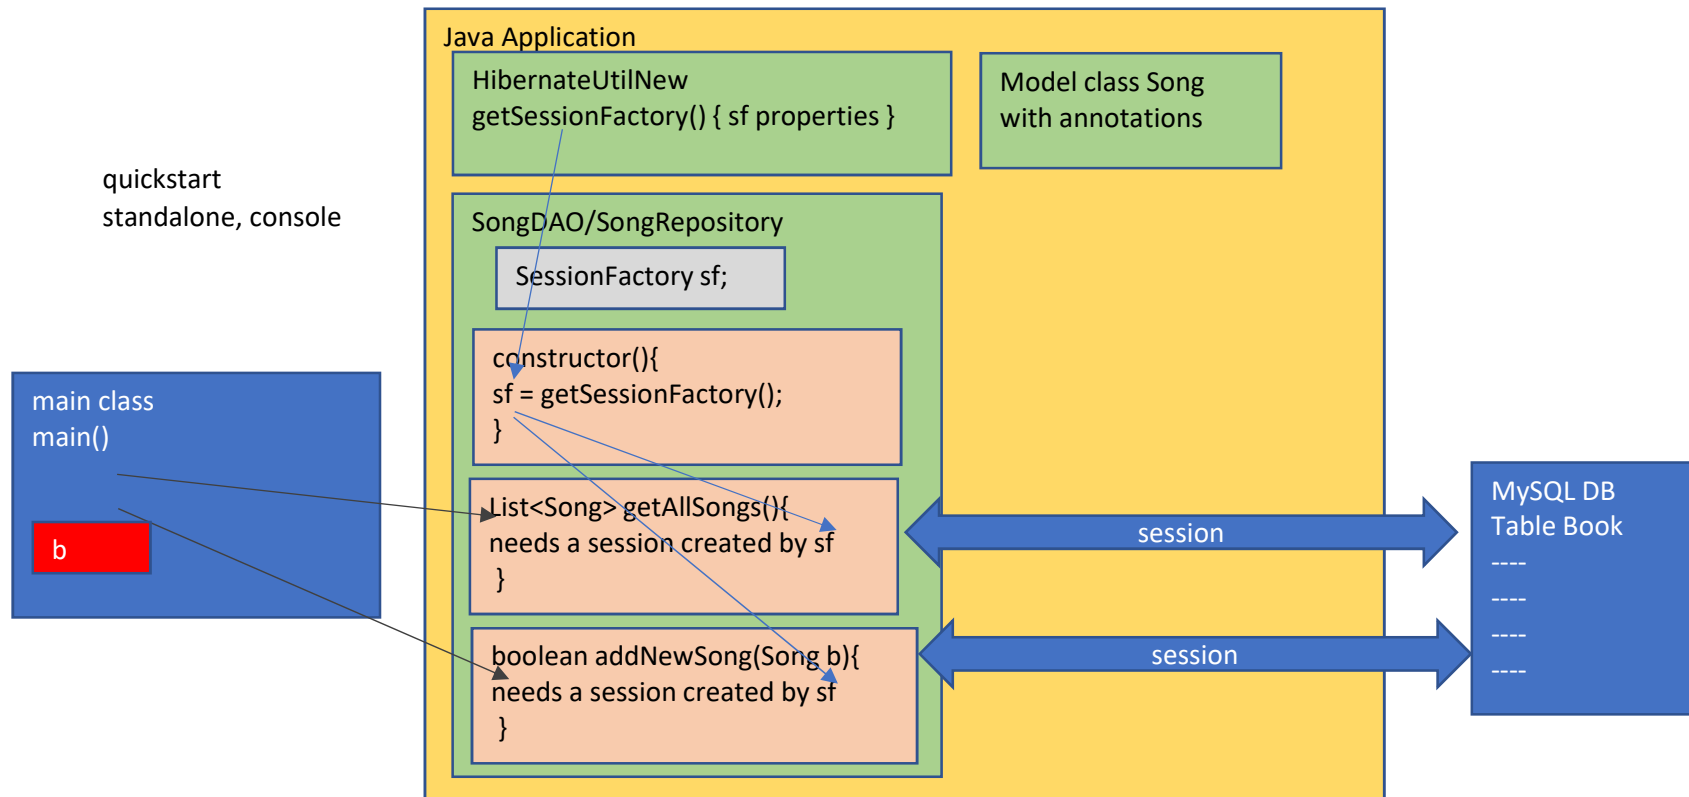 Java Application
HibernateUtilNew
getSessionFactory() { sf properties }
Model class Song
with annotations
quickstart
standalone, console
SongDAO/SongRepository
SessionFactory sf;
constructor(){
sf = getSessionFactory();
}
main class
main()
b
List<Song> getAllSongs(){
needs a session created by sf
}
boolean addNewSong(Song b){
needs a session created by sf
}
session
session
MySQL DB
Table Book
----
----
----
----